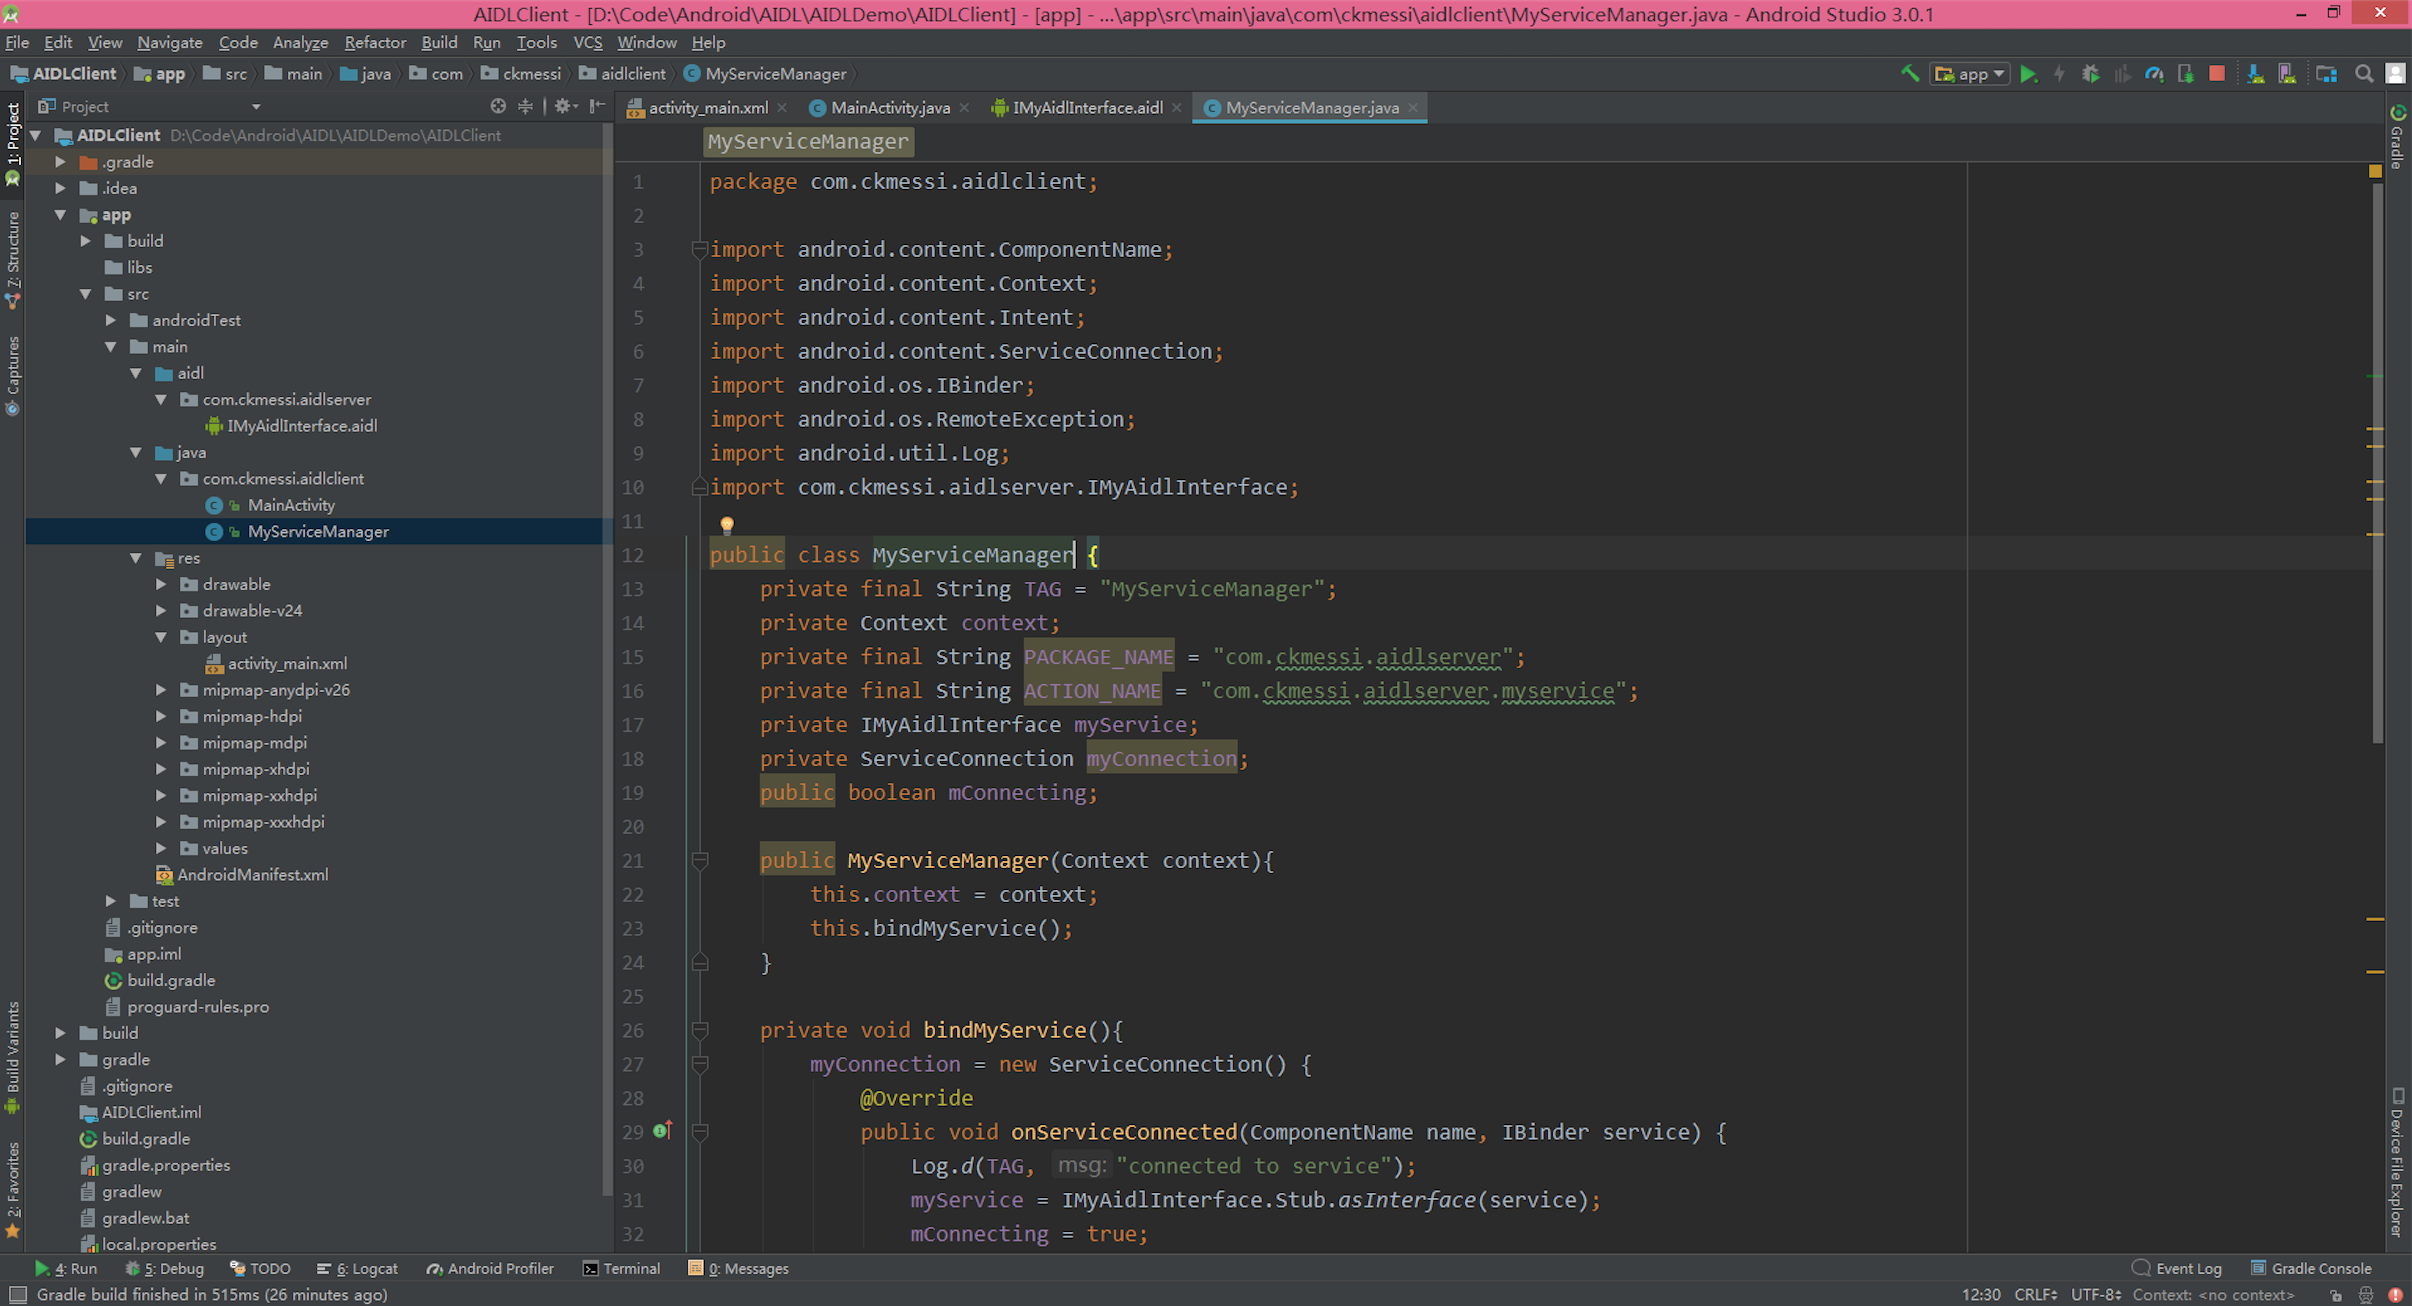 AIDLClient - [D:\Code\Android\AIDL\AIDLDemo\AIDLClient] - [app] - ...\app\src\main\java\com\ckmessi\aidlclient\MyServiceManager.java - Android Studio 3.0.1
File Edit View Navigate Code Analyze Refactor Build Run Tools VCS Window Help
AIDLClient app src main java com ckmessi aidlclient MyServiceManager app
Project
activity_main.xml MainActivity.java IMyAidlInterface.aidl MyServiceManager.java
1: Project
7: Structure
Captures
Build Variants
2: Favorites
AIDLClient D:\Code\Android\AIDL\AIDLDemo\AIDLClient
.gradle
.idea
app
build
libs
src
androidTest
main
aidl
com.ckmessi.aidlserver
IMyAidlInterface.aidl
java
com.ckmessi.aidlclient
MainActivity
MyServiceManager
res
drawable
drawable-v24
layout
activity_main.xml
mipmap-anydpi-v26
mipmap-hdpi
mipmap-mdpi
mipmap-xhdpi
mipmap-xxhdpi
mipmap-xxxhdpi
values
AndroidManifest.xml
test
.gitignore
app.iml
build.gradle
proguard-rules.pro
build
gradle
.gitignore
AIDLClient.iml
build.gradle
gradle.properties
gradlew
gradlew.bat
local.properties
MyServiceManager
1 package com.ckmessi.aidlclient;
2
3 import android.content.ComponentName;
4 import android.content.Context;
5 import android.content.Intent;
6 import android.content.ServiceConnection;
7 import android.os.IBinder;
8 import android.os.RemoteException;
9 import android.util.Log;
10 import com.ckmessi.aidlserver.IMyAidlInterface;
11
12 public class MyServiceManager {
13 private final String TAG = "MyServiceManager";
14 private Context context;
15 private final String PACKAGE_NAME = "com.ckmessi.aidlserver";
16 private final String ACTION_NAME = "com.ckmessi.aidlserver.myservice";
17 private IMyAidlInterface myService;
18 private ServiceConnection myConnection;
19 public boolean mConnecting;
20
21 public MyServiceManager(Context context){
22 this.context = context;
23 this.bindMyService();
24 }
25
26 private void bindMyService(){
27 myConnection = new ServiceConnection() {
28 @Override
29 public void onServiceConnected(ComponentName name, IBinder service) {
30 Log.d(TAG, msg: "connected to service");
31 myService = IMyAidlInterface.Stub.asInterface(service);
32 mConnecting = true;
Gradle
Device File Explorer
4: Run 5: Debug TODO 6: Logcat Android Profiler Terminal 0: Messages Event Log Gradle Console
Gradle build finished in 515ms (26 minutes ago) 12:30 CRLF UTF-8 Context: <no context>